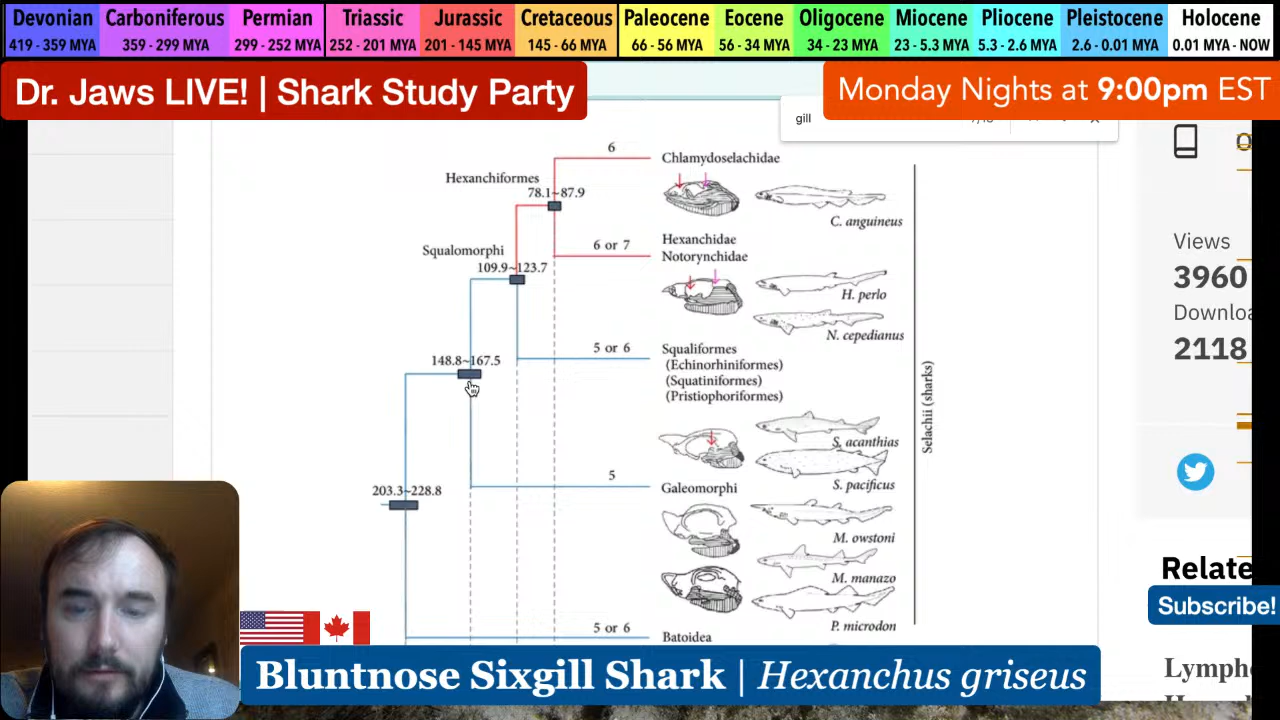 Devonian
419 - 359 MYA
Carboniferous
359 - 299 MYA
Permian
299 - 252 MYA
Triassic
252 - 201 MYA
Jurassic
201 - 145 MYA
Cretaceous
145 - 66 MYA
Paleocene
66 - 56 MYA
Eocene
56 - 34 MYA
Oligocene
34 - 23 MYA
Miocene
23 - 5.3 MYA
Pliocene
5.3 - 2.6 MYA
Pleistocene
2.6 - 0.01 MYA
Holocene
0.01 MYA - NOW
Dr. Jaws LIVE! | Shark Study Party
Monday Nights at 9:00pm EST
gill
6
Chlamydoselachidae
Hexanchiformes
78.1~87.9
C. anguineus
6 or 7
Hexanchidae
Notorynchidae
Squalomorphi
109.9~123.7
H. perlo
N. cepedianus
5 or 6
Squaliformes
(Echinorhiniformes)
(Squatiniformes)
(Pristiophoriformes)
148.8~167.5
S. acanthias
S. pacificus
5
Galeomorphi
203.3~228.8
M. owstoni
M. manazo
P. microdon
5 or 6
Batoidea
Selachii (sharks)
Views
3960
Downlo
2118
Relate
Subscribe!
Lymph
Bluntnose Sixgill Shark | Hexanchus griseus